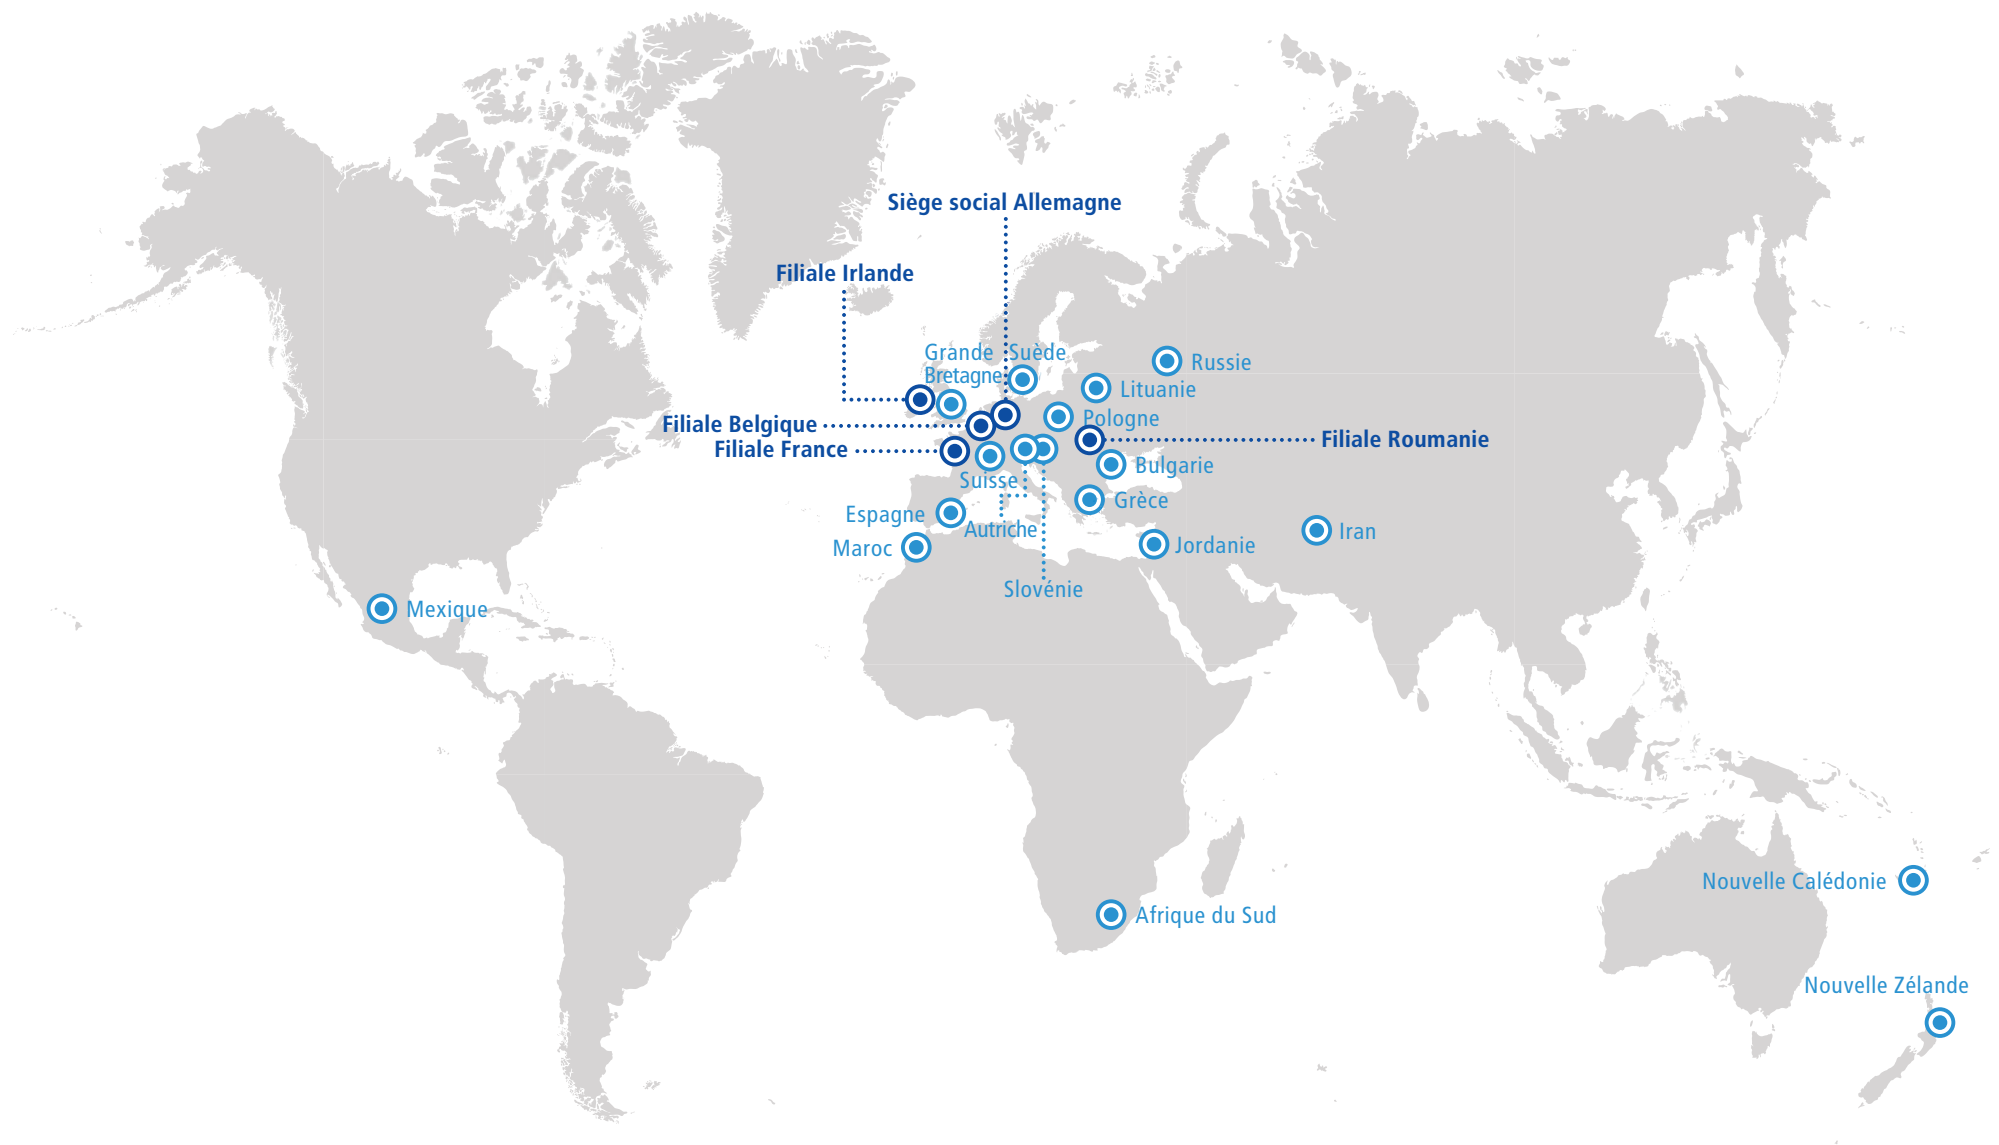 Siège social Allemagne
Filiale Irlande
Grande
Bretagne
Suède
Russie
Lituanie
Pologne
Filiale Belgique
Filiale France
Filiale Roumanie
Suisse
Bulgarie
Grèce
Espagne
Autriche
Maroc
Jordanie
Iran
Slovénie
Mexique
Nouvelle Calédonie
Afrique du Sud
Nouvelle Zélande